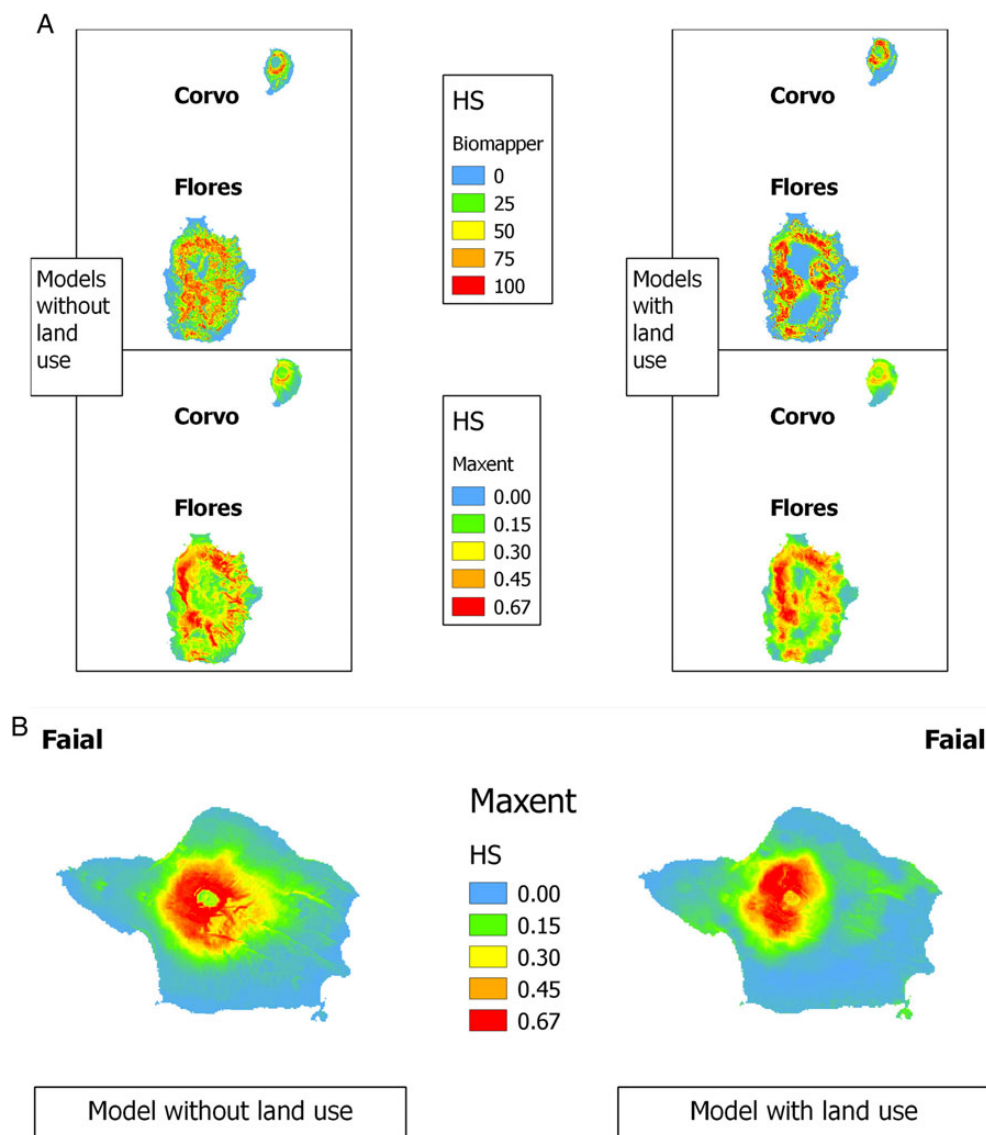 A
Corvo
Flores
Models
without
land
use
Corvo
Flores
HS
Biomapper
0
25
50
75
100
HS
Maxent
0.00
0.15
0.30
0.45
0.67
Corvo
Flores
Models
with
land
use
Corvo
Flores
B
Faial
Maxent
HS
0.00
0.15
0.30
0.45
0.67
Faial
Model without land use
Model with land use